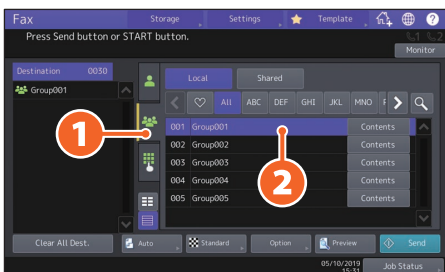 Fax Storage Settings Template ?
Press Send button or START button. 1 2
Monitor
Destination 0030 Local Shared
Group001
All ABC DEF GHI JKL MNO
1
001 Group001 Contents
002 Group002 Contents
003 Group003 Contents
2
004 Group004 Contents
005 Group005 Contents
Clear All Dest. Auto Standard Option Preview Send
05/10/2019
15:31 Job Status